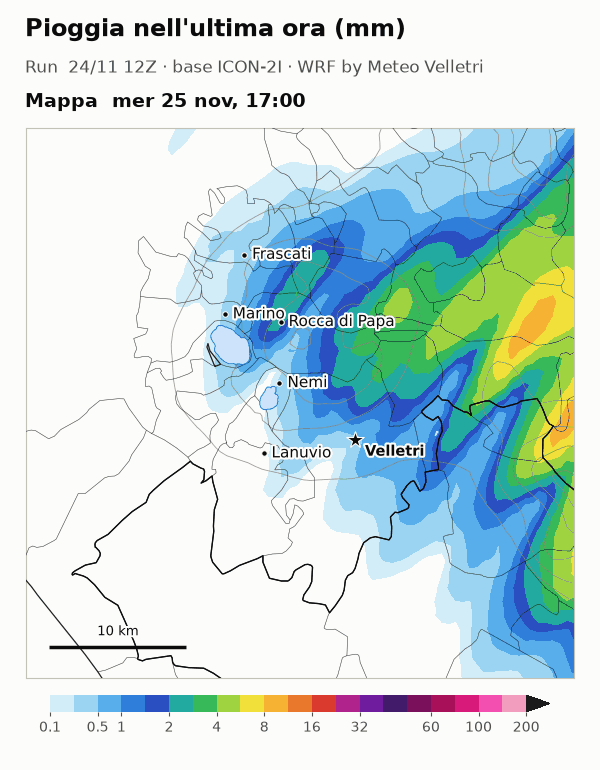 Pioggia nell'ultima ora (mm)
Run  24/11 12Z · base ICON-2I · WRF by Meteo Velletri
Mappa  mer 25 nov, 17:00
Frascati
Marino
Rocca di Papa
Nemi
Velletri
Lanuvio
10 km
0.1 0.5 1 2 4 8 16 32 60 100 200